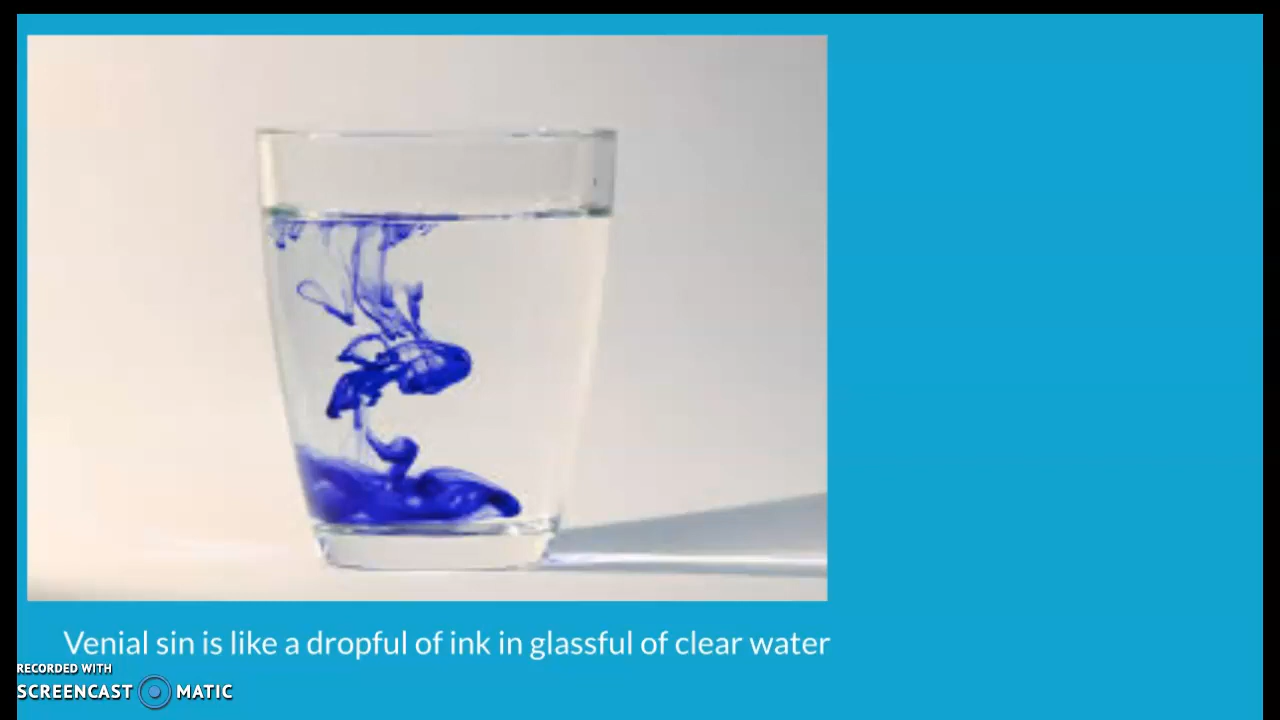 Venial sin is like a dropful of ink in glassful of clear water
RECORDED WITH
SCREENCAST MATIC